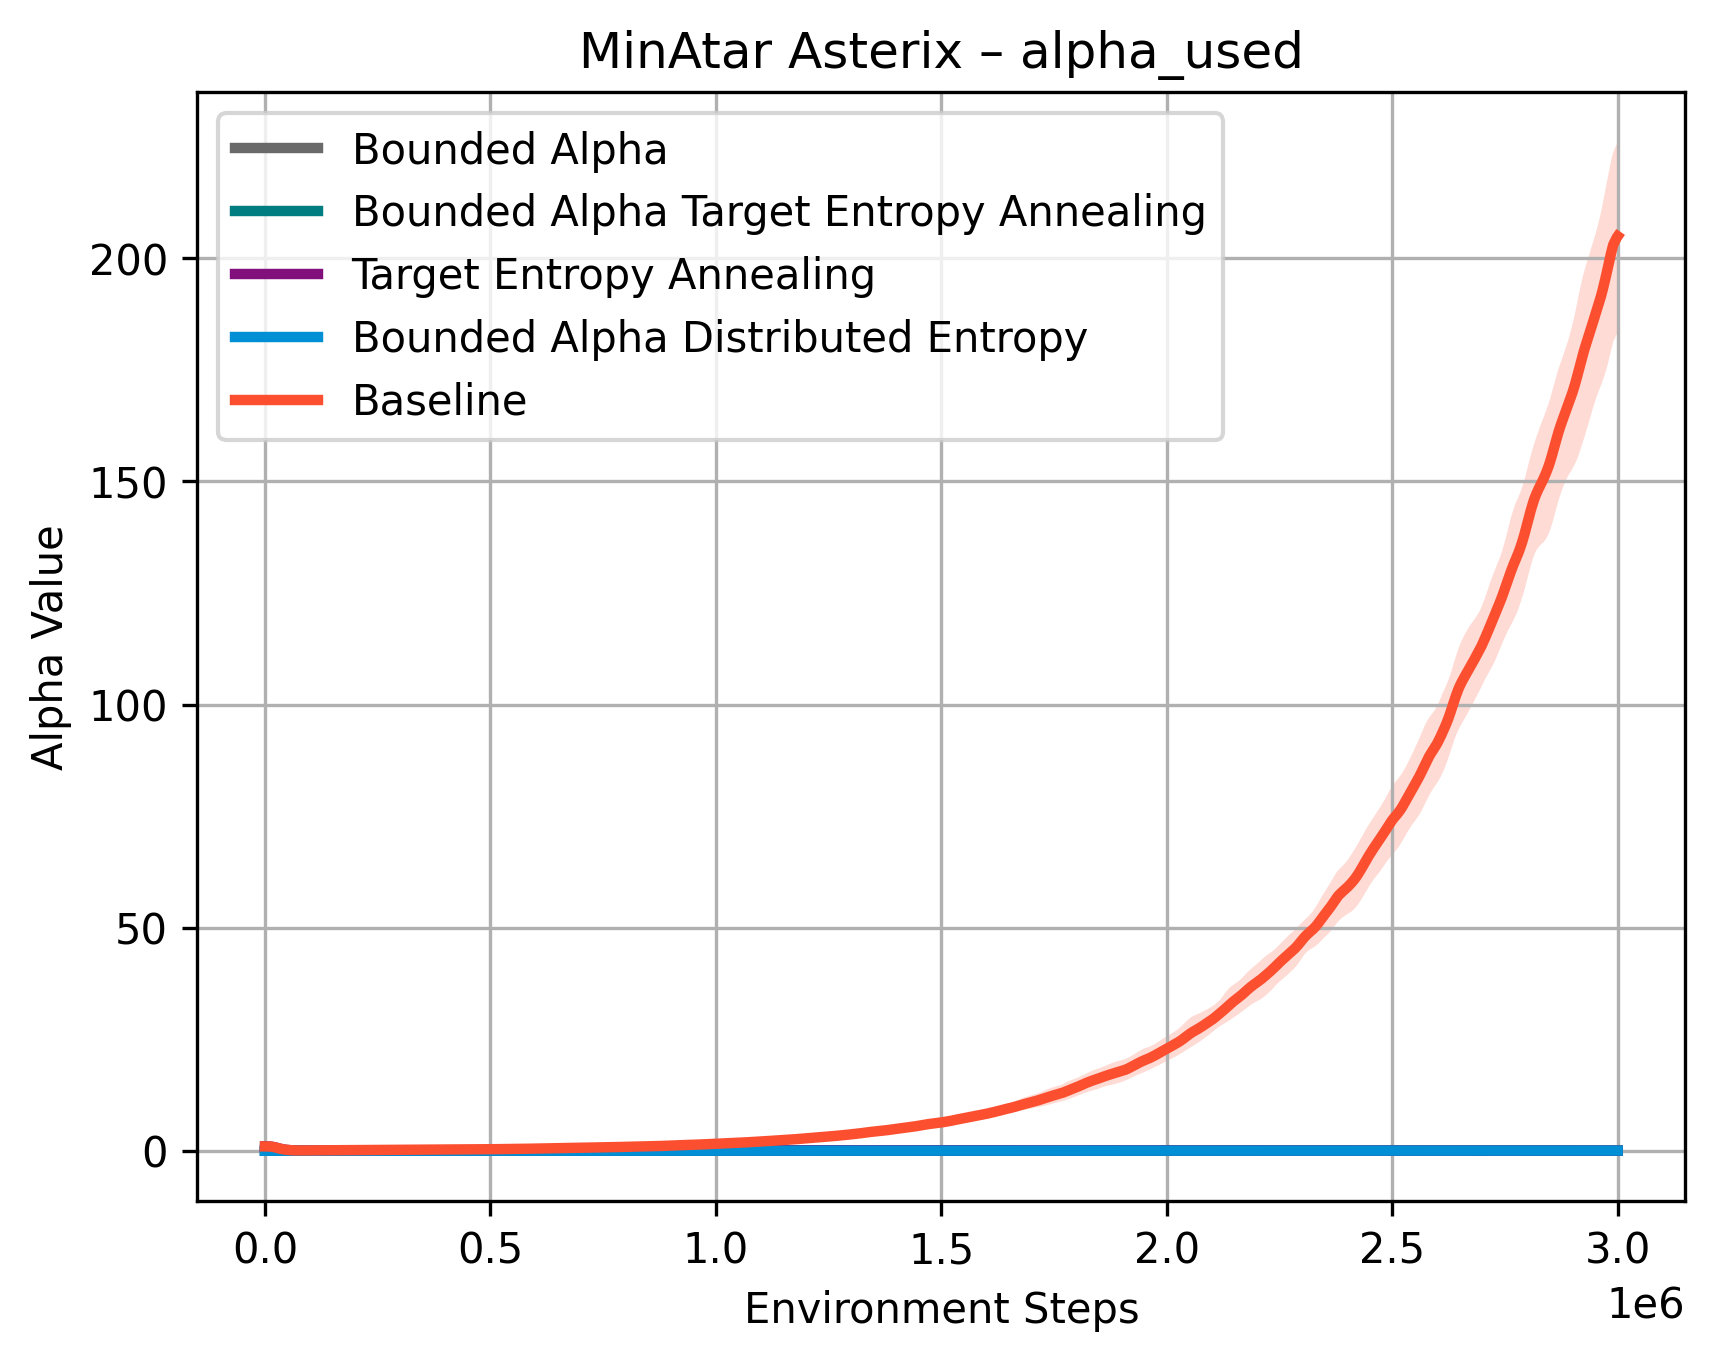 MinAtar Asterix – alpha_used
Bounded Alpha
Bounded Alpha Target Entropy Annealing
Target Entropy Annealing
Bounded Alpha Distributed Entropy
Baseline
Alpha Value
200
150
100
50
0
0.0 0.5 1.0 1.5 2.0 2.5 3.0
1e6
Environment Steps